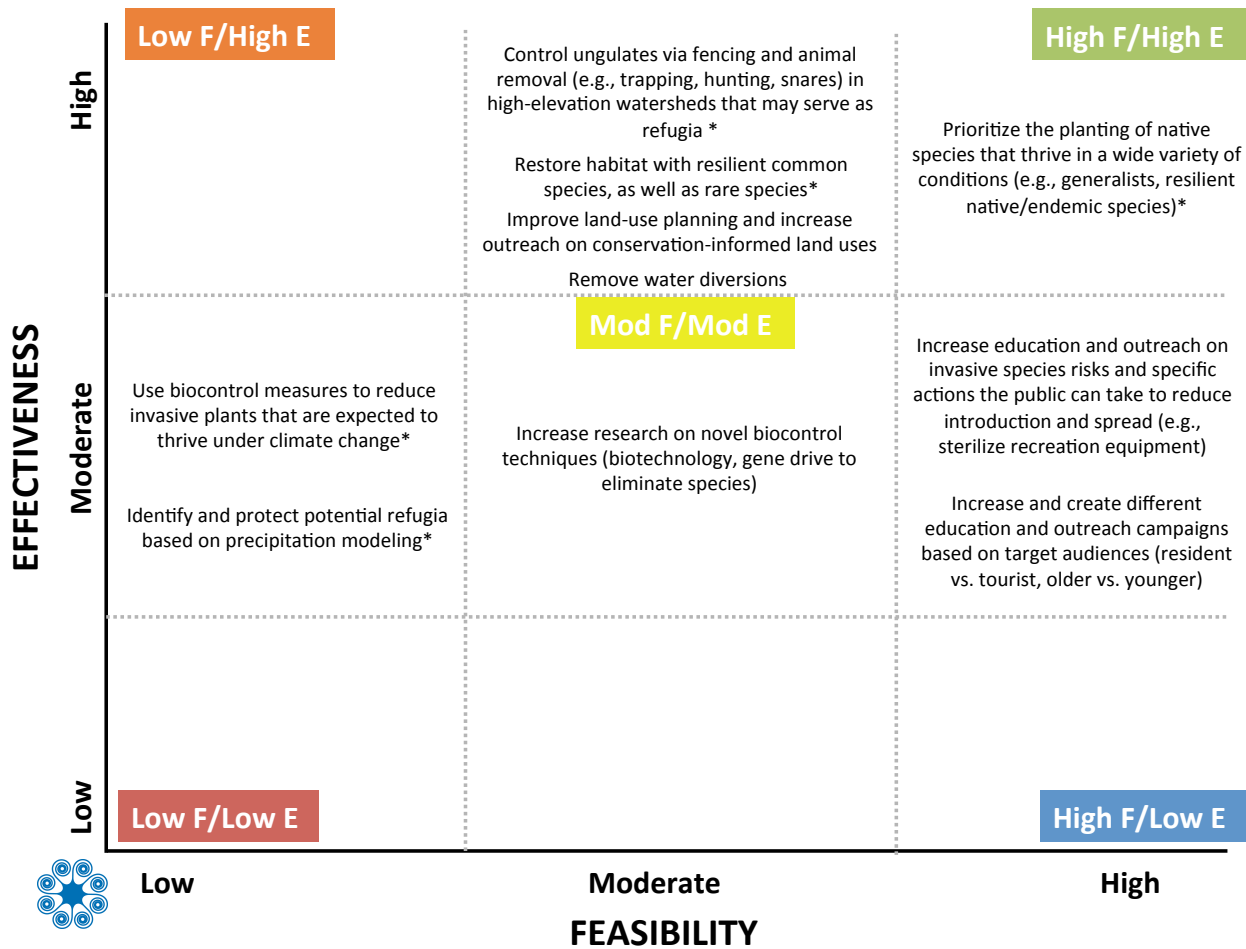 Low F/High E
Control ungulates via fencing and animal
removal (e.g., trapping, hunting, snares) in
high-elevation watersheds that may serve as
refugia *
Restore habitat with resilient common
species, as well as rare species*
Improve land-use planning and increase
outreach on conservation-informed land uses
Remove water diversions
High F/High E
Prioritize the planting of native
species that thrive in a wide variety of
conditions (e.g., generalists, resilient
native/endemic species)*
High
EFFECTIVENESS
Moderate
Use biocontrol measures to reduce
invasive plants that are expected to
thrive under climate change*
Identify and protect potential refugia
based on precipitation modeling*
Mod F/Mod E
Increase research on novel biocontrol
techniques (biotechnology, gene drive to
eliminate species)
Increase education and outreach on
invasive species risks and specific
actions the public can take to reduce
introduction and spread (e.g.,
sterilize recreation equipment)
Increase and create different
education and outreach campaigns
based on target audiences (resident
vs. tourist, older vs. younger)
Low
Low F/Low E
High F/Low E
Low
Moderate
High
FEASIBILITY